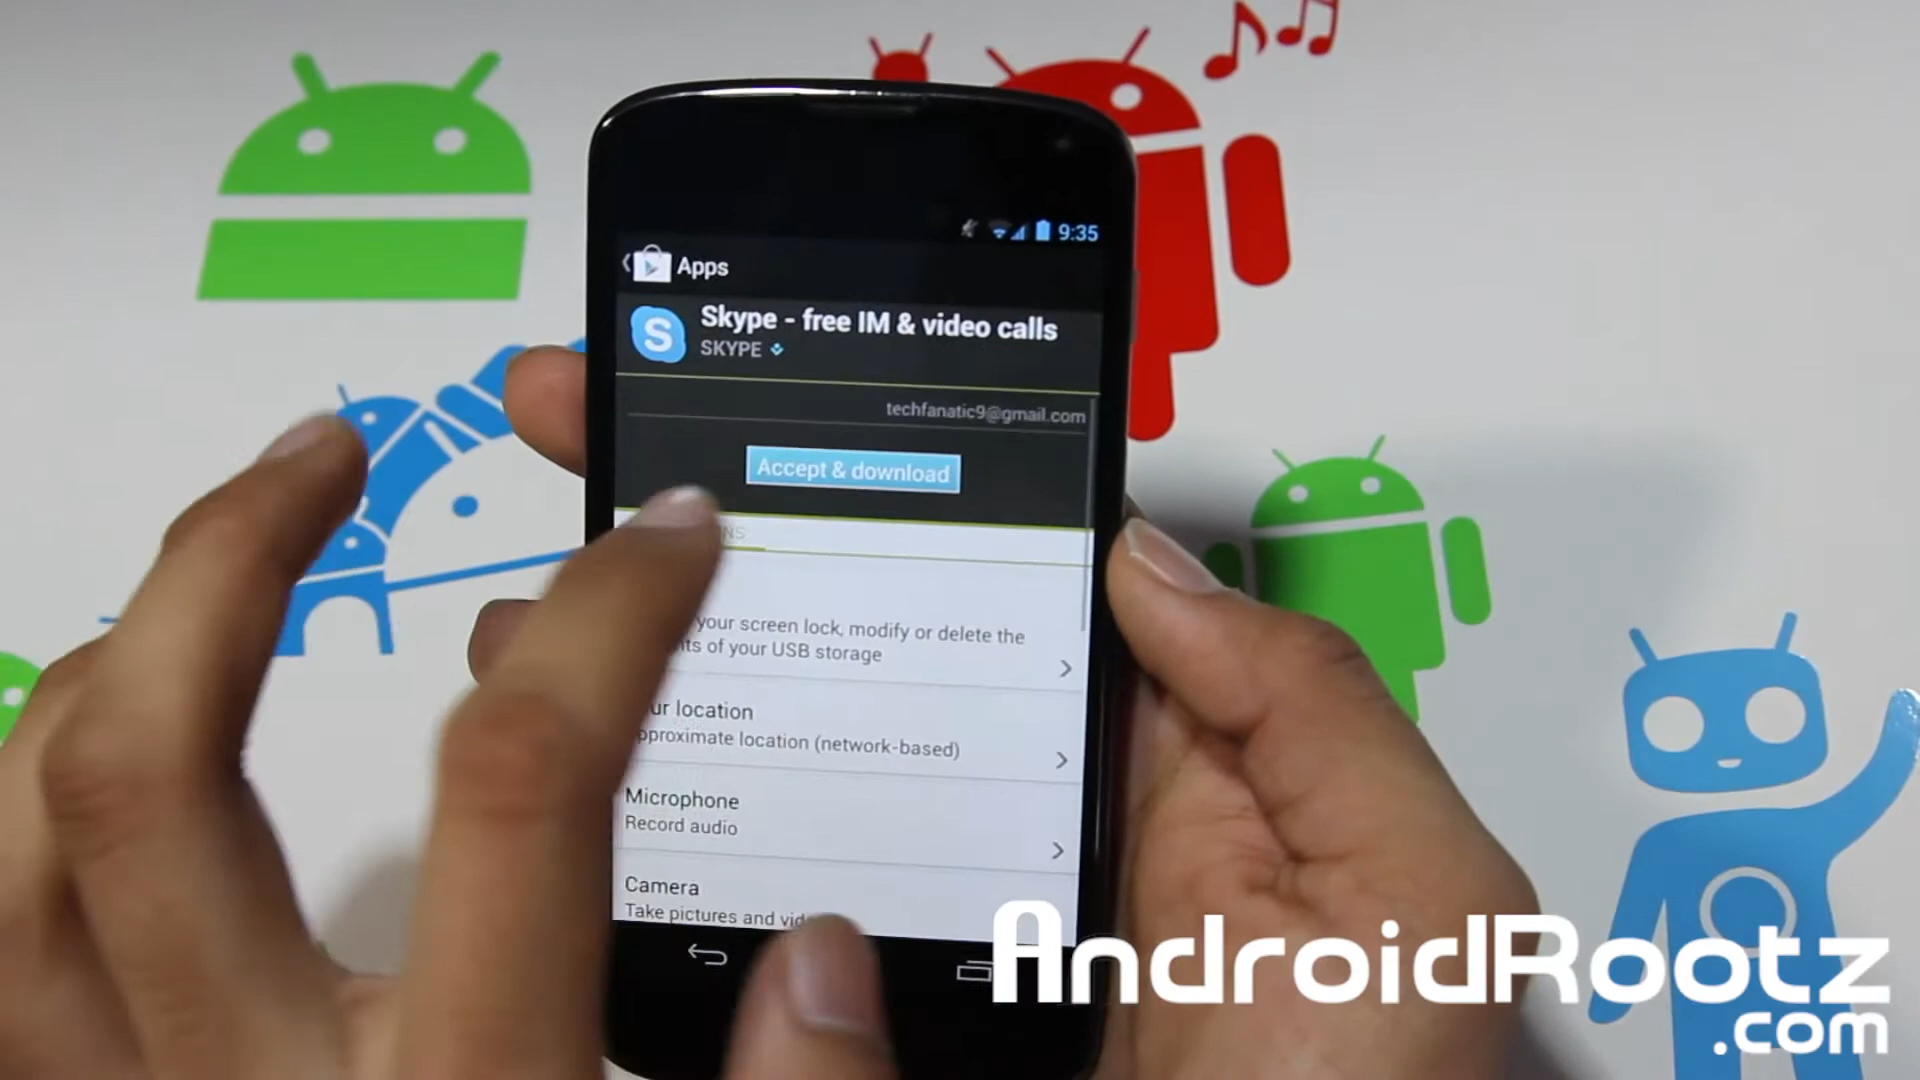 9:35
Apps
Skype - free IM & video calls
SKYPE
techfanatic9@gmail.com
Accept & download
your screen lock, modify or delete the
of your USB storage
location
Approximate location (network-based)
Microphone
Record audio
Camera
Take pictures and
AndroidRootz
.com